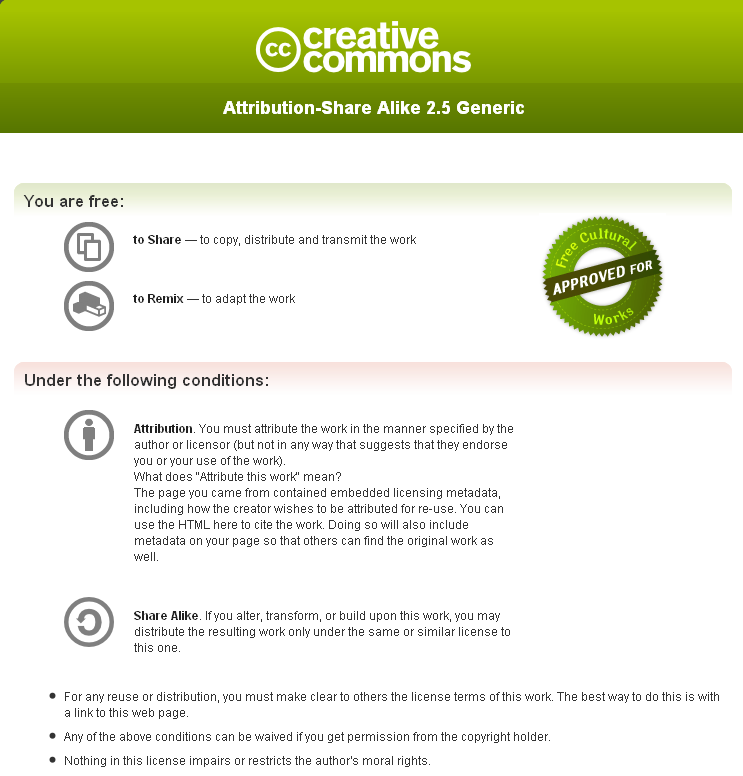 cc creative
commons
Attribution-Share Alike 2.5 Generic
You are free:
to Share — to copy, distribute and transmit the work
to Remix — to adapt the work
Free Cultural
APPROVED FOR
Works
Under the following conditions:
Attribution. You must attribute the work in the manner specified by the
author or licensor (but not in any way that suggests that they endorse
you or your use of the work).
What does "Attribute this work" mean?
The page you came from contained embedded licensing metadata,
including how the creator wishes to be attributed for re-use. You can
use the HTML here to cite the work. Doing so will also include
metadata on your page so that others can find the original work as
well.
Share Alike. If you alter, transform, or build upon this work, you may
distribute the resulting work only under the same or similar license to
this one.
• For any reuse or distribution, you must make clear to others the license terms of this work. The best way to do this is with
a link to this web page.
• Any of the above conditions can be waived if you get permission from the copyright holder.
• Nothing in this license impairs or restricts the author's moral rights.